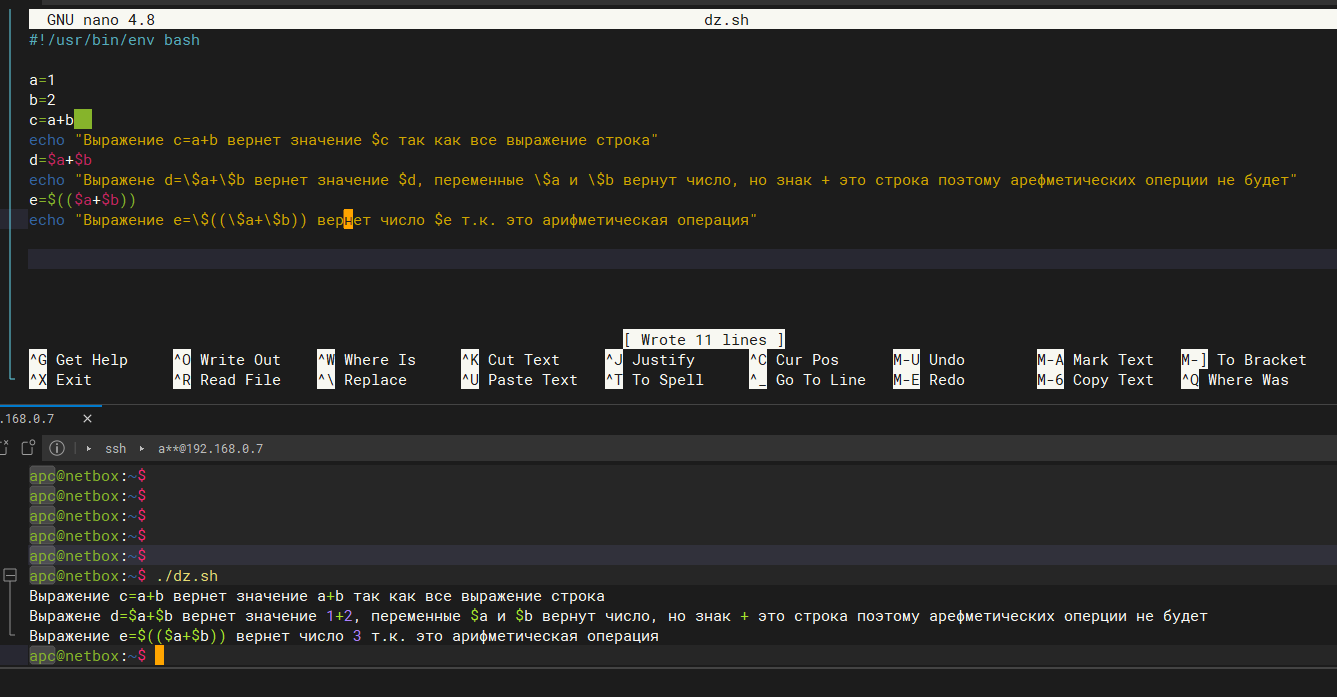 GNU nano 4.8 dz.sh
#!/usr/bin/env bash
a=1
b=2
c=a+b
echo "Выражение c=a+b вернет значение $c так как все выражение строка"
d=$a+$b
echo "Выражене d=\$a+\$b вернет значение $d, переменные \$a и \$b вернут число, но знак + это строка поэтому арефметических оперции не будет"
e=$(($a+$b))
echo "Выражение e=\$((\$a+\$b)) вернет число $e т.к. это арифметическая операция"
[ Wrote 11 lines ]
^G Get Help ^O Write Out ^W Where Is ^K Cut Text ^J Justify ^C Cur Pos M-U Undo M-A Mark Text M-] To Bracket
^X Exit ^R Read File ^\ Replace ^U Paste Text ^T To Spell ^_ Go To Line M-E Redo M-6 Copy Text ^Q Where Was
.168.0.7 ×
ssh a**@192.168.0.7
apc@netbox:~$
apc@netbox:~$
apc@netbox:~$
apc@netbox:~$
apc@netbox:~$
apc@netbox:~$ ./dz.sh
Выражение c=a+b вернет значение a+b так как все выражение строка
Выражене d=$a+$b вернет значение 1+2, переменные $a и $b вернут число, но знак + это строка поэтому арефметических оперции не будет
Выражение e=$(($a+$b)) вернет число 3 т.к. это арифметическая операция
apc@netbox:~$